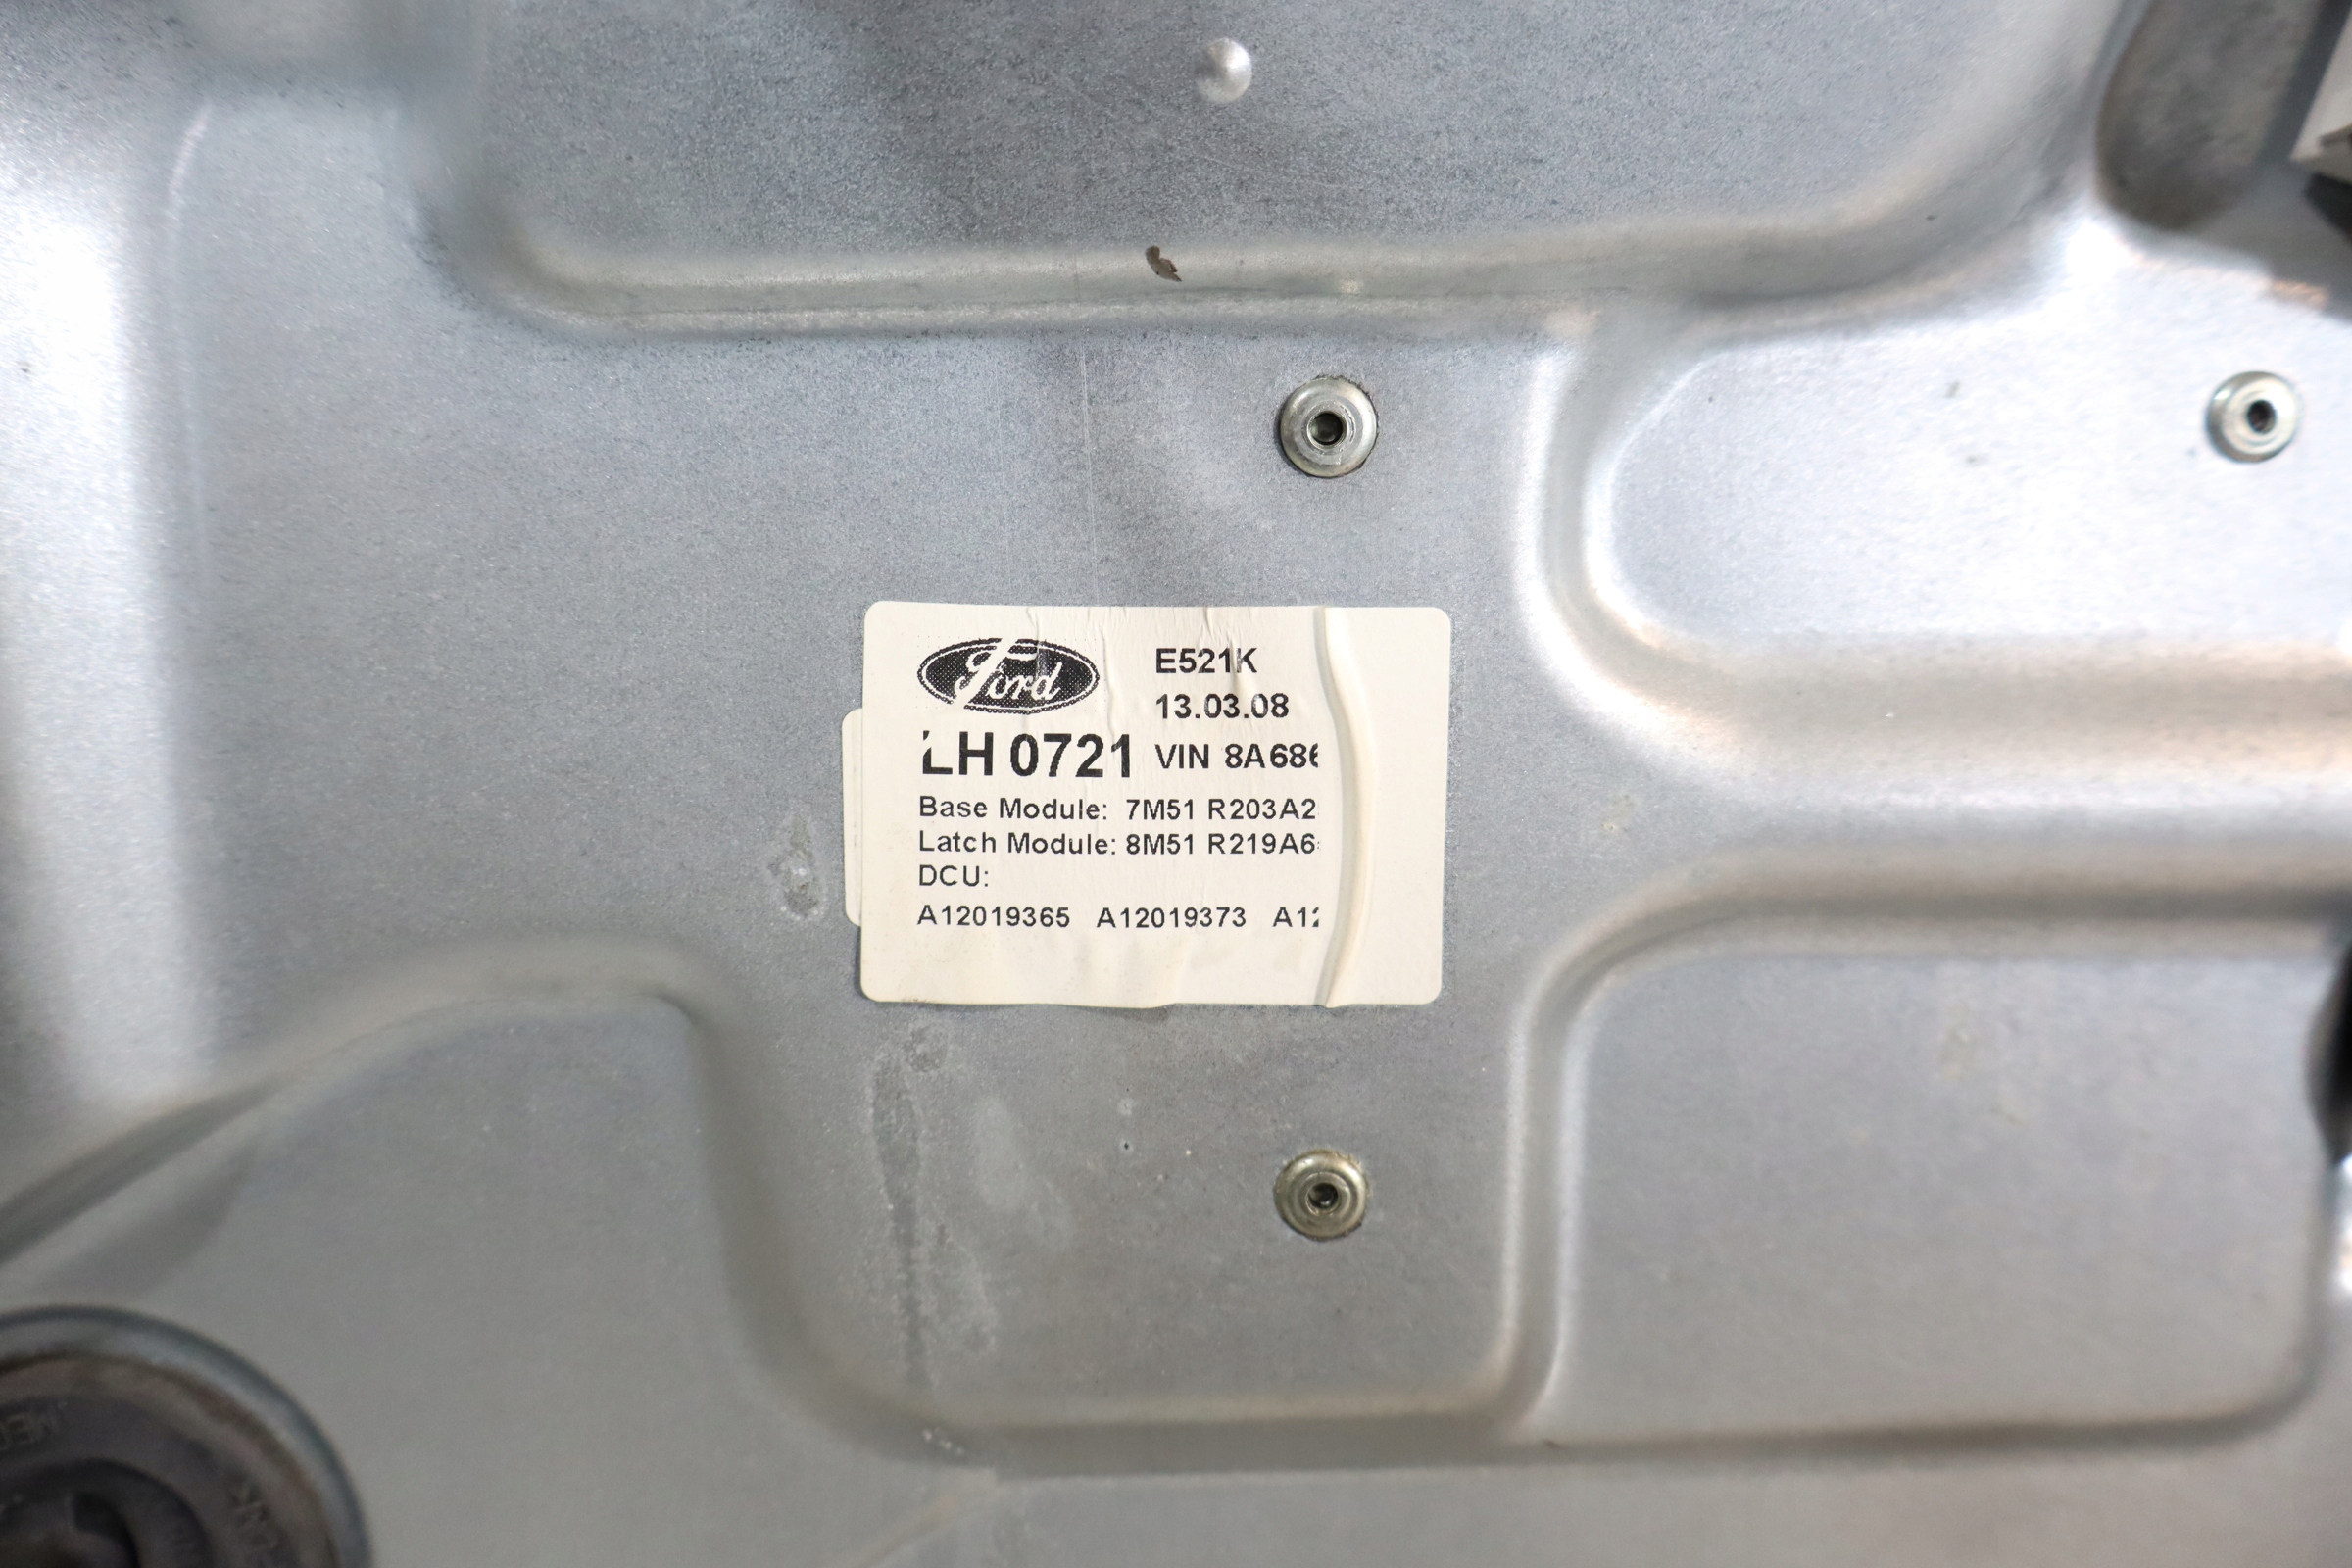 Ford
E521K
13.03.08
LH 0721 VIN 8A686
Base Module: 7M51 R203A2
Latch Module: 8M51 R219A6
DCU:
A12019365 A12019373 A12